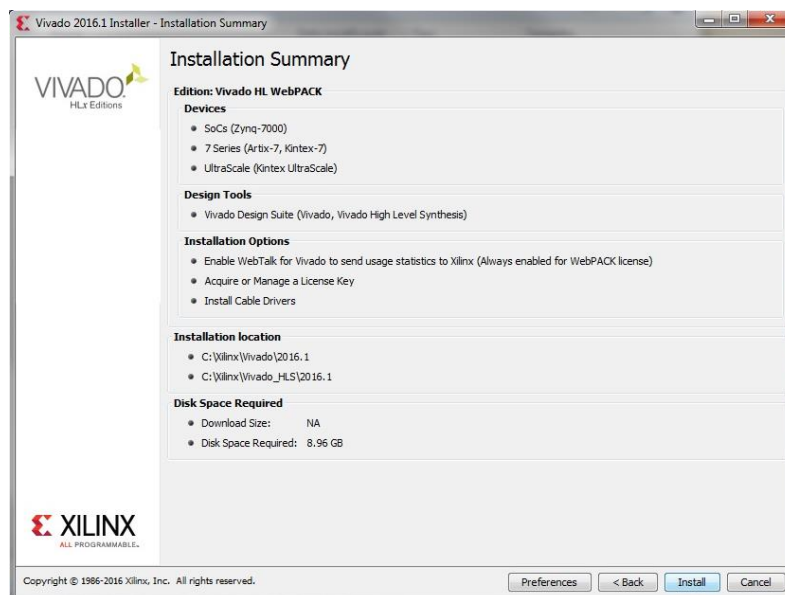 Vivado 2016.1 Installer - Installation Summary
VIVADO.
HLx Editions
Installation Summary
Edition: Vivado HL WebPACK
Devices
SoCs (Zynq-7000)
7 Series (Artix-7, Kintex-7)
UltraScale (Kintex UltraScale)
Design Tools
Vivado Design Suite (Vivado, Vivado High Level Synthesis)
Installation Options
Enable WebTalk for Vivado to send usage statistics to Xilinx (Always enabled for WebPACK license)
Acquire or Manage a License Key
Install Cable Drivers
Installation location
C:\Xilinx\Vivado\2016.1
C:\Xilinx\Vivado_HLS\2016.1
Disk Space Required
Download Size: NA
Disk Space Required: 8.96 GB
XILINX
ALL PROGRAMMABLE.
Copyright © 1986-2016 Xilinx, Inc. All rights reserved.
Preferences < Back Install Cancel